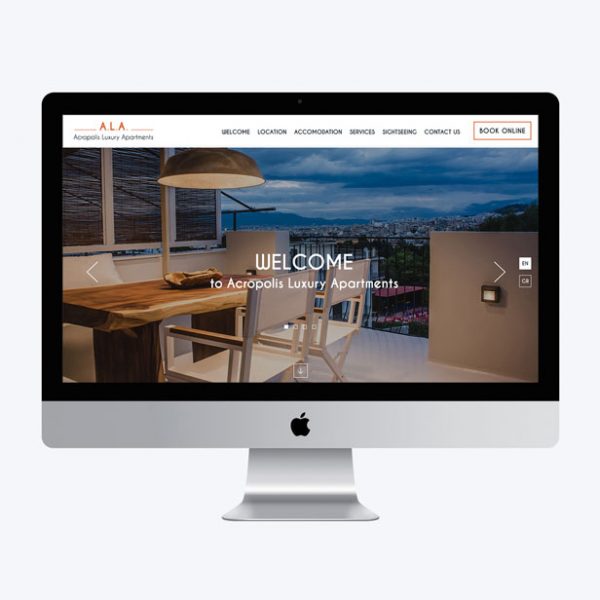 A.L.A.
Acropolis Luxury Apartments
WELCOME LOCATION ACCOMODATION SERVICES SIGHTSEEING CONTACT US BOOK ONLINE
WELCOME
to Acropolis Luxury Apartments
EN
GR